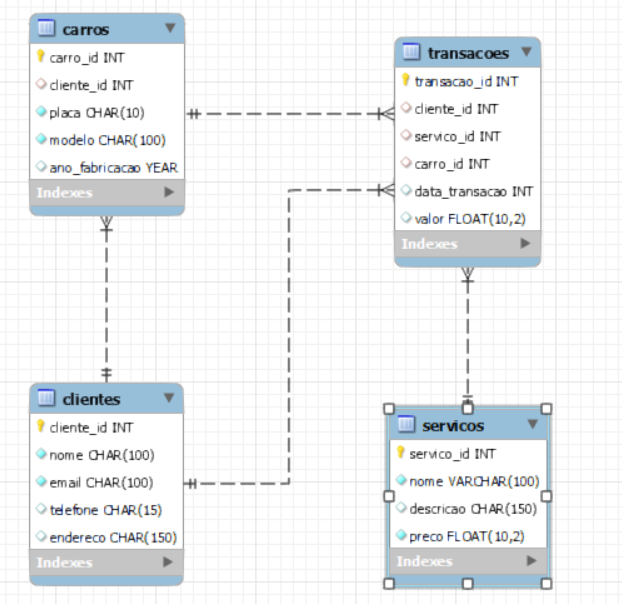 carros
carro_id INT
cliente_id INT
placa CHAR(10)
modelo CHAR(100)
ano_fabricacao YEAR
Indexes
transacoes
transacao_id INT
cliente_id INT
servico_id INT
carro_id INT
data_transacao INT
valor FLOAT(10,2)
Indexes
clientes
cliente_id INT
nome CHAR(100)
email CHAR(100)
telefone CHAR(15)
endereco CHAR(150)
Indexes
servicos
servico_id INT
nome VARCHAR(100)
descricao CHAR(150)
preco FLOAT(10,2)
Indexes